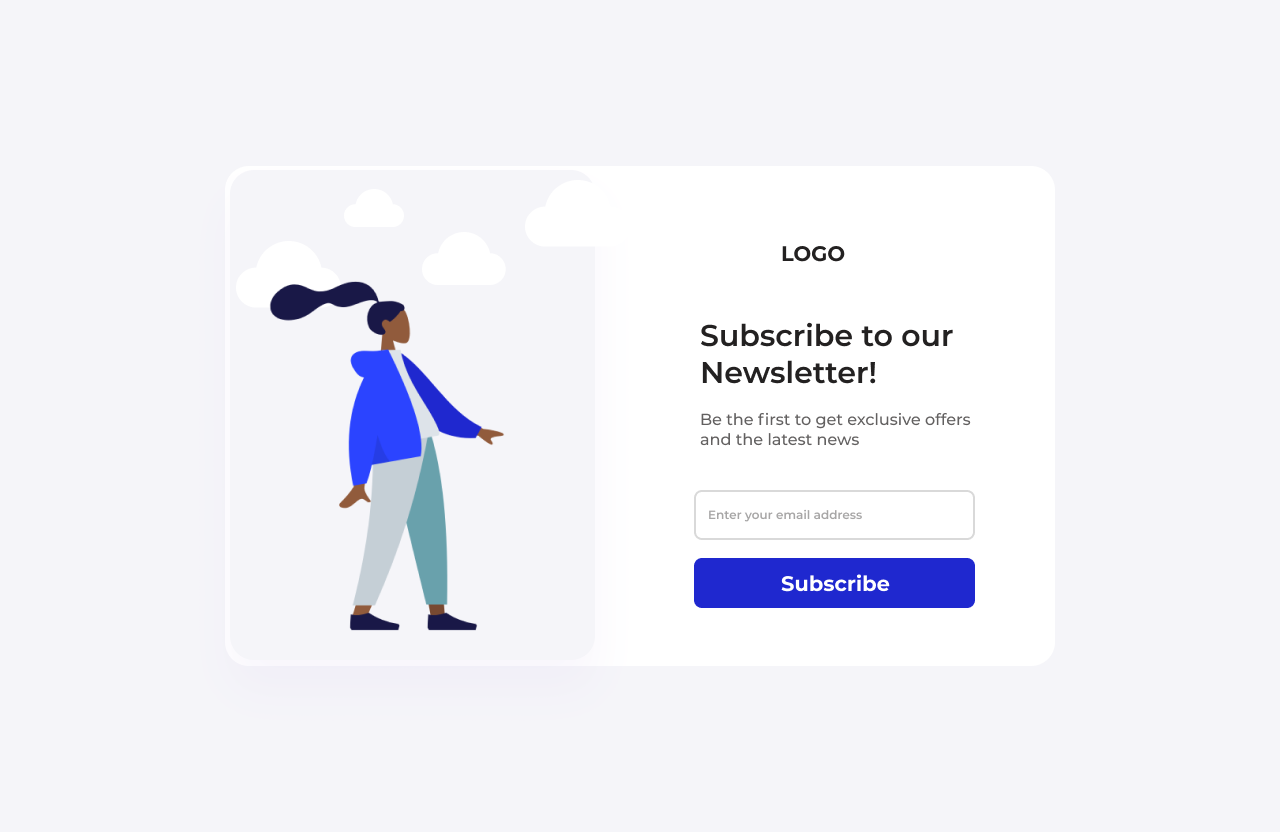 LOGO
Subscribe to our
Newsletter!
Be the first to get exclusive offers
and the latest news
Enter your email address
Subscribe